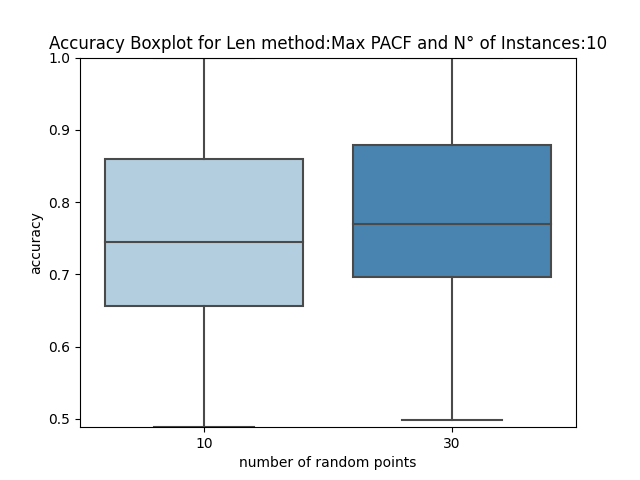 Accuracy Boxplot for Len method:Max PACF and N° of Instances:10
1.0
0.9
0.8
0.7
0.6
0.5
accuracy
10
30
number of random points